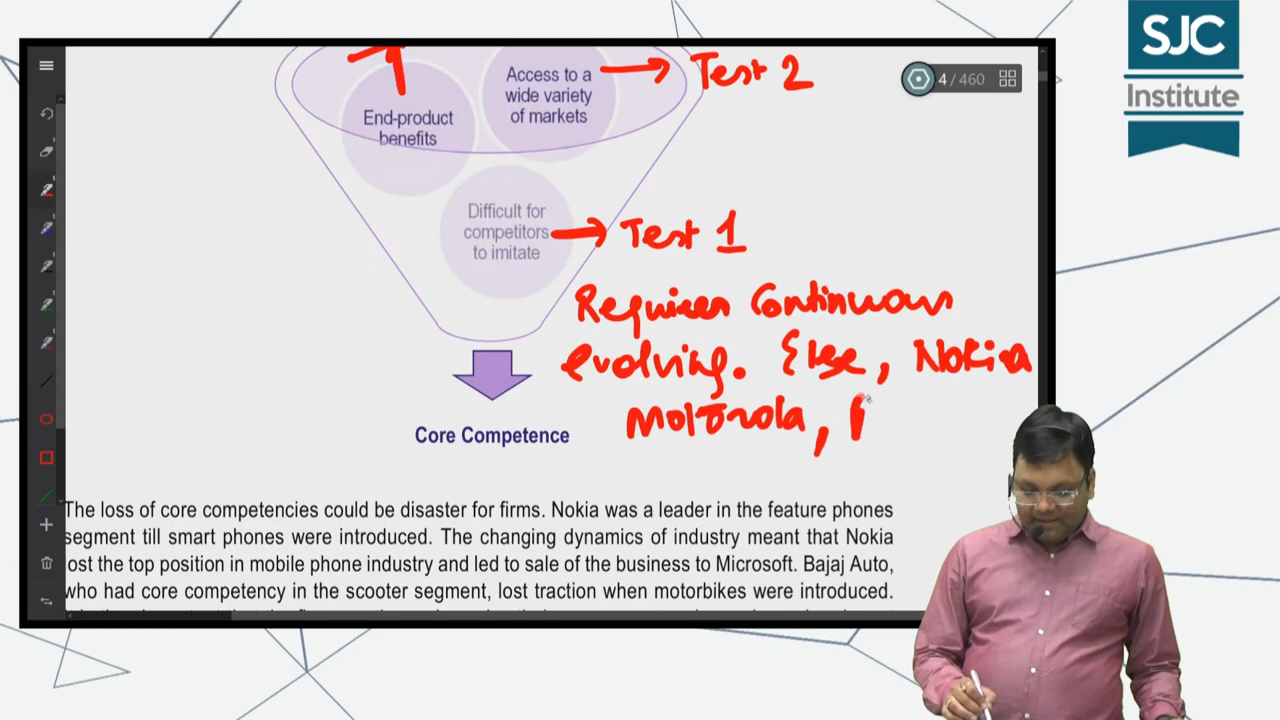 SJC
Institute
4 / 460
Access to a
wide variety
of markets
Test 2
End-product
benefits
Difficult for
competitors
to imitate
Test 1
Requires Continuous
evolving. Else, Nokia
Motorola,
Core Competence
The loss of core competencies could be disaster for firms. Nokia was a leader in the feature phones
segment till smart phones were introduced. The changing dynamics of industry meant that Nokia
ost the top position in mobile phone industry and led to sale of the business to Microsoft. Bajaj Auto,
who had core competency in the scooter segment, lost traction when motorbikes were introduced.